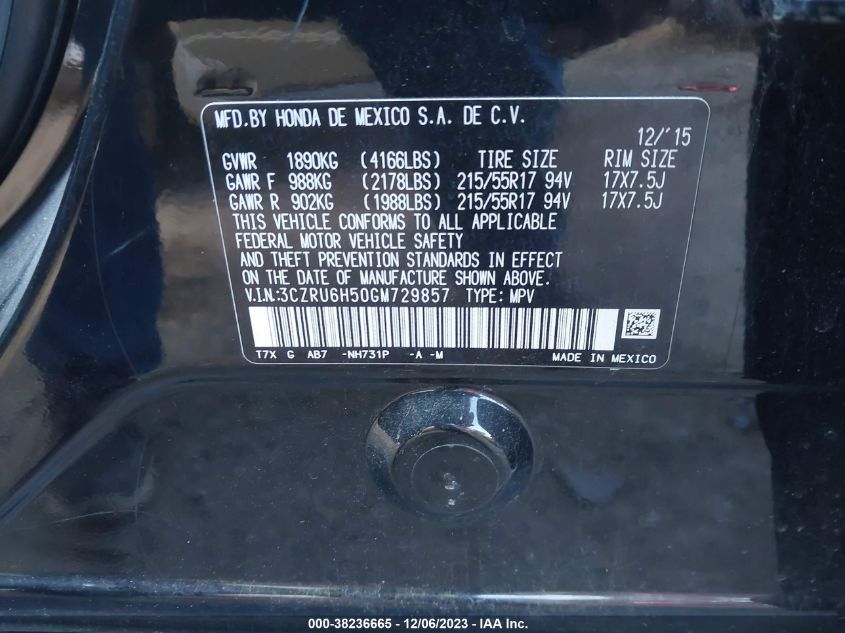 MFD.BY HONDA DE MEXICO S.A. DE C.V.
12/'15
GVWR 1890KG (4166LBS) TIRE SIZE RIM SIZE
GAWR F 988KG (2178LBS) 215/55R17 94V 17X7.5J
GAWR R 902KG (1988LBS) 215/55R17 94V 17X7.5J
THIS VEHICLE CONFORMS TO ALL APPLICABLE
FEDERAL MOTOR VEHICLE SAFETY
AND THEFT PREVENTION STANDARDS IN EFFECT
ON THE DATE OF MANUFACTURE SHOWN ABOVE.
V.I.N:3CZRU6H50GM729857 TYPE: MPV
T7X G AB7 -NH731P -A -M MADE IN MEXICO
000-38236665 - 12/06/2023 - IAA Inc.